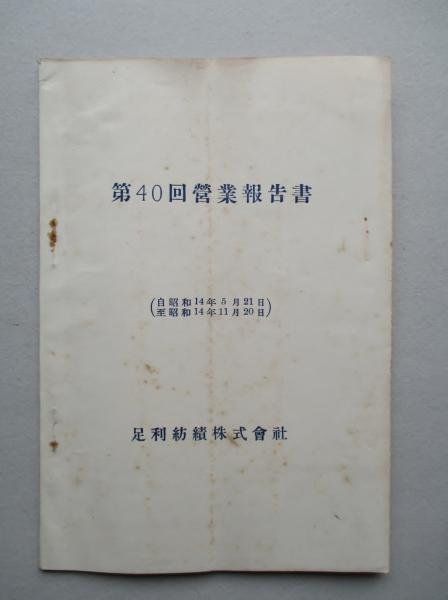 第40回營業報告書
(自昭和14年5月21日
至昭和14年11月20日)
足利紡績株式會社